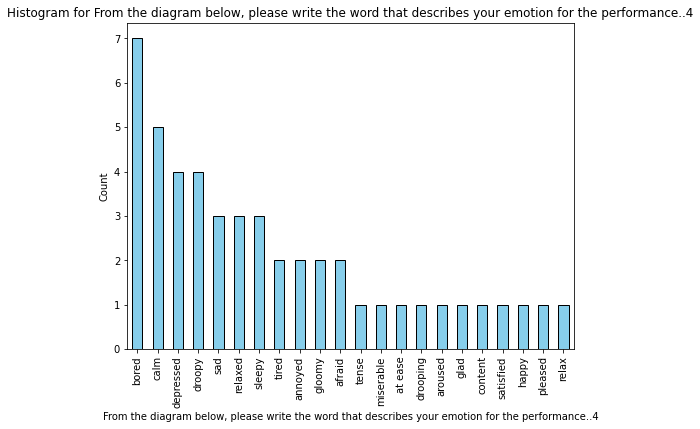 Histogram for From the diagram below, please write the word that describes your emotion for the performance..4
7
6
5
4
3
2
1
0
Count
bored
calm
depressed
droopy
sad
relaxed
sleepy
tired
annoyed
gloomy
afraid
tense
miserable
at ease
drooping
aroused
glad
content
satisfied
happy
pleased
relax
From the diagram below, please write the word that describes your emotion for the performance..4